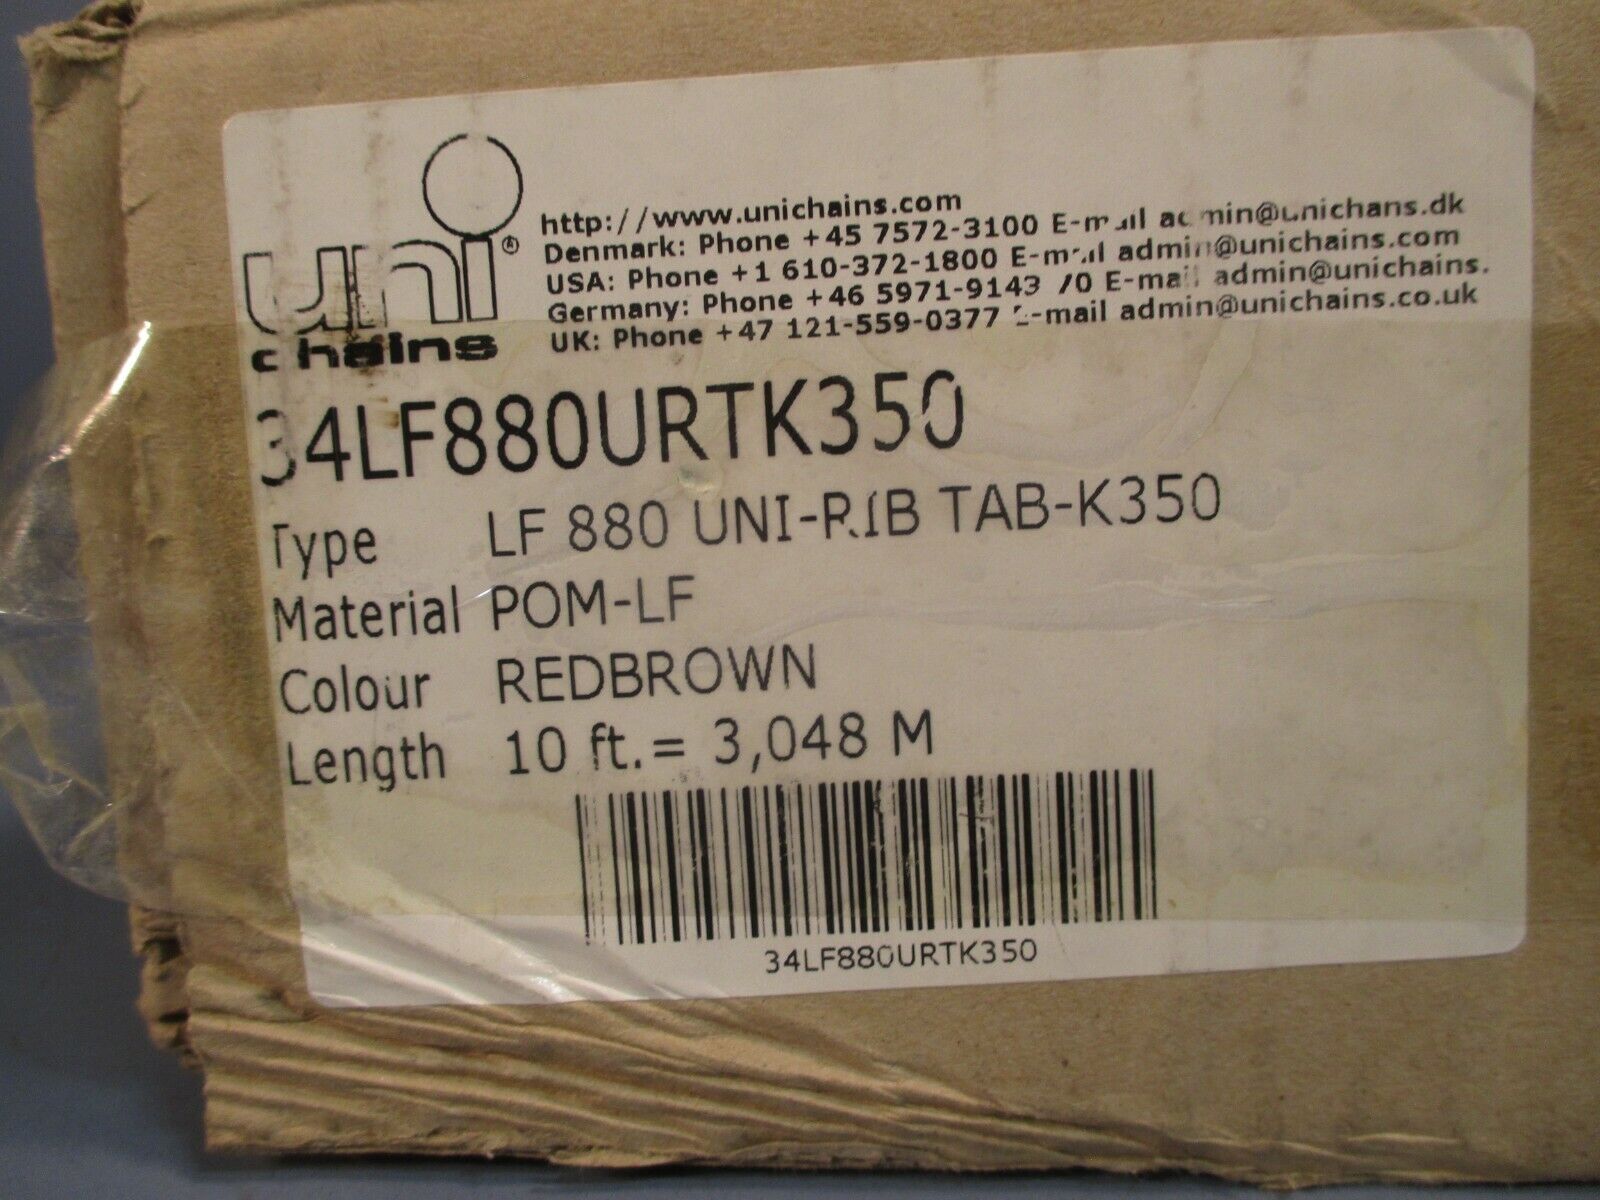 uni ®
chains
http://www.unichains.com
Denmark: Phone +45 7572-3100 E-mail admin@unichans.dk
USA: Phone +1 610-372-1800 E-mail admin@unichains.com
Germany: Phone +46 5971-9143 70 E-mail admin@unichains.
UK: Phone +47 121-559-0377 E-mail admin@unichains.co.uk
34LF880URTK350
Type LF 880 UNI-RIB TAB-K350
Material POM-LF
Colour REDBROWN
Length 10 ft. = 3,048 M
34LF880URTK350